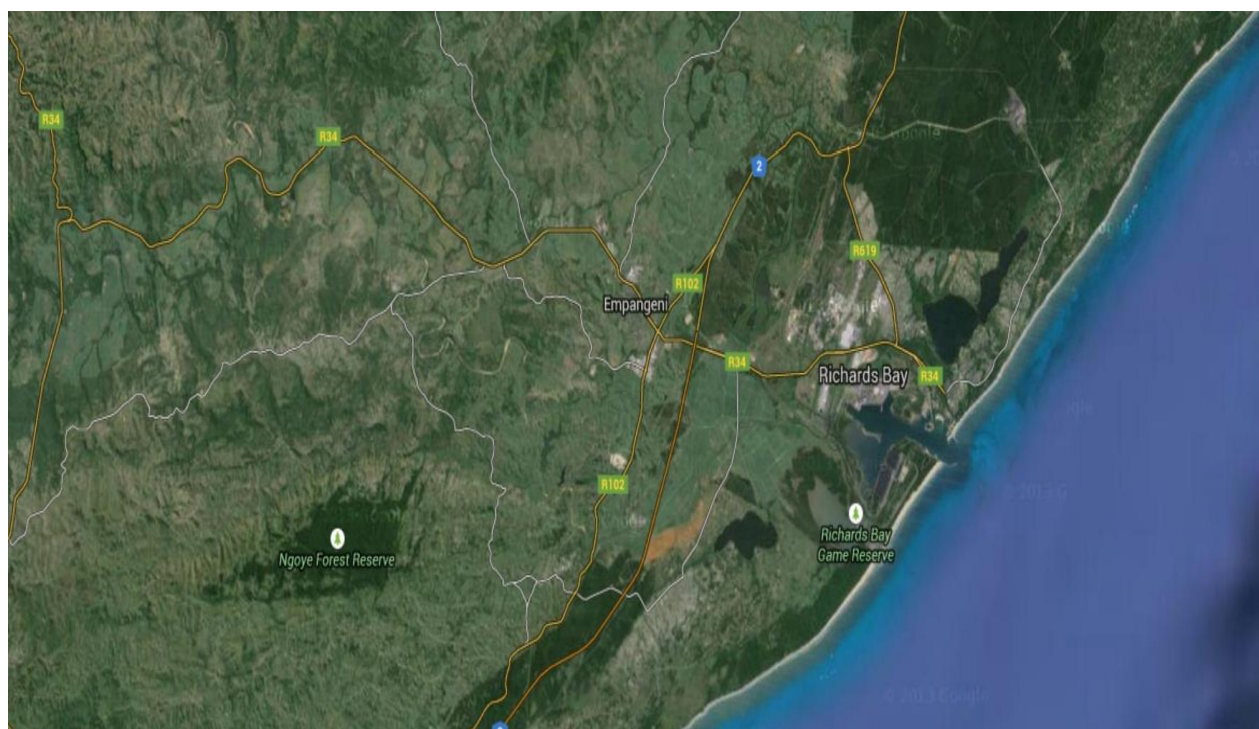 R34
R34
2
R619
R102
Empangeni
R34
Richards Bay
R34
R102
Richards Bay
Game Reserve
Ngoye Forest Reserve
© 2013 Google